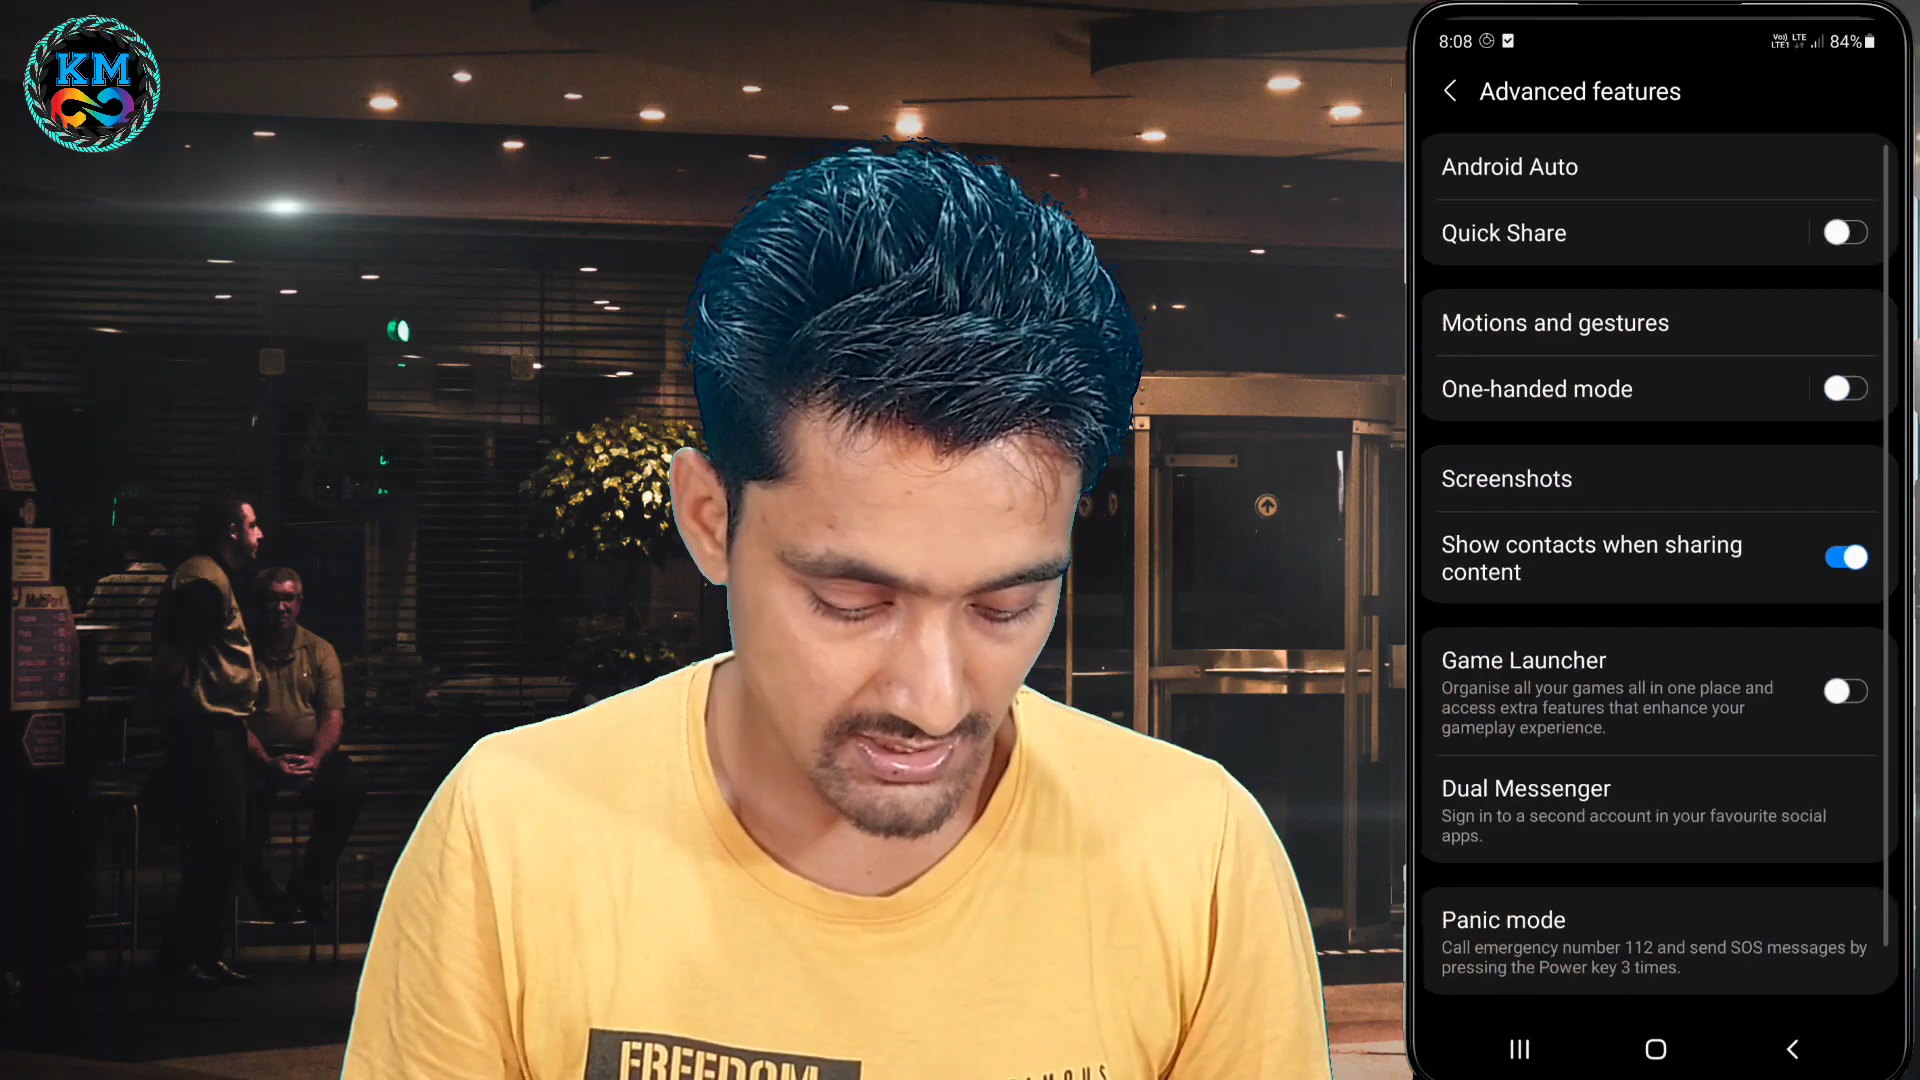 KM
8:08
Vo)) LTE
LTE1
84%
Advanced features
Android Auto
Quick Share
Motions and gestures
One-handed mode
Screenshots
Show contacts when sharing
content
Game Launcher
Organise all your games all in one place and
access extra features that enhance your
gameplay experience.
Dual Messenger
Sign in to a second account in your favourite social
apps.
Panic mode
Call emergency number 112 and send SOS messages by
pressing the Power key 3 times.
FREEDOM